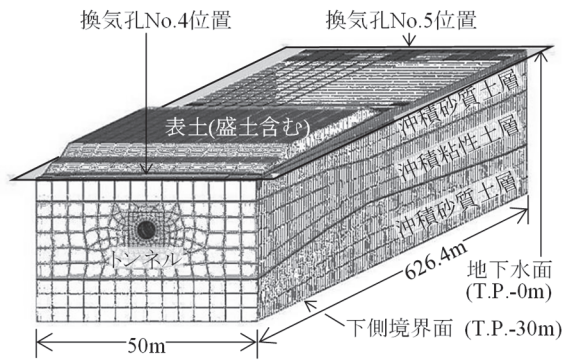 換気孔No.4位置
換気孔No.5位置
表土(盛土含む)
沖積砂質土層
沖積粘性土層
沖積砂質土層
トンネル
626.4m
地下水面
(T.P.-0m)
下側境界面 (T.P.-30m)
50m